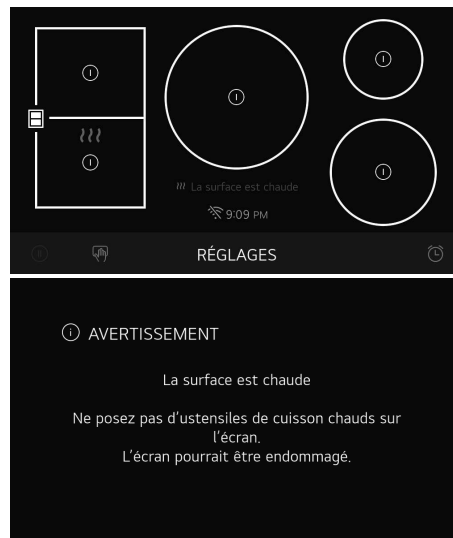 La surface est chaude
9:09 PM
RÉGLAGES
AVERTISSEMENT
La surface est chaude
Ne posez pas d'ustensiles de cuisson chauds sur
l'écran.
L'écran pourrait être endommagé.